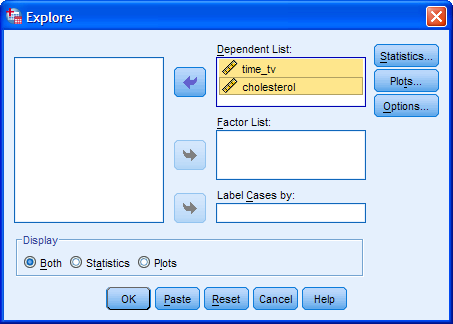 Explore
Dependent List:
time_tv
cholesterol
Statistics...
Plots...
Options...
Factor List:
Label Cases by:
Display
Both Statistics Plots
OK Paste Reset Cancel Help